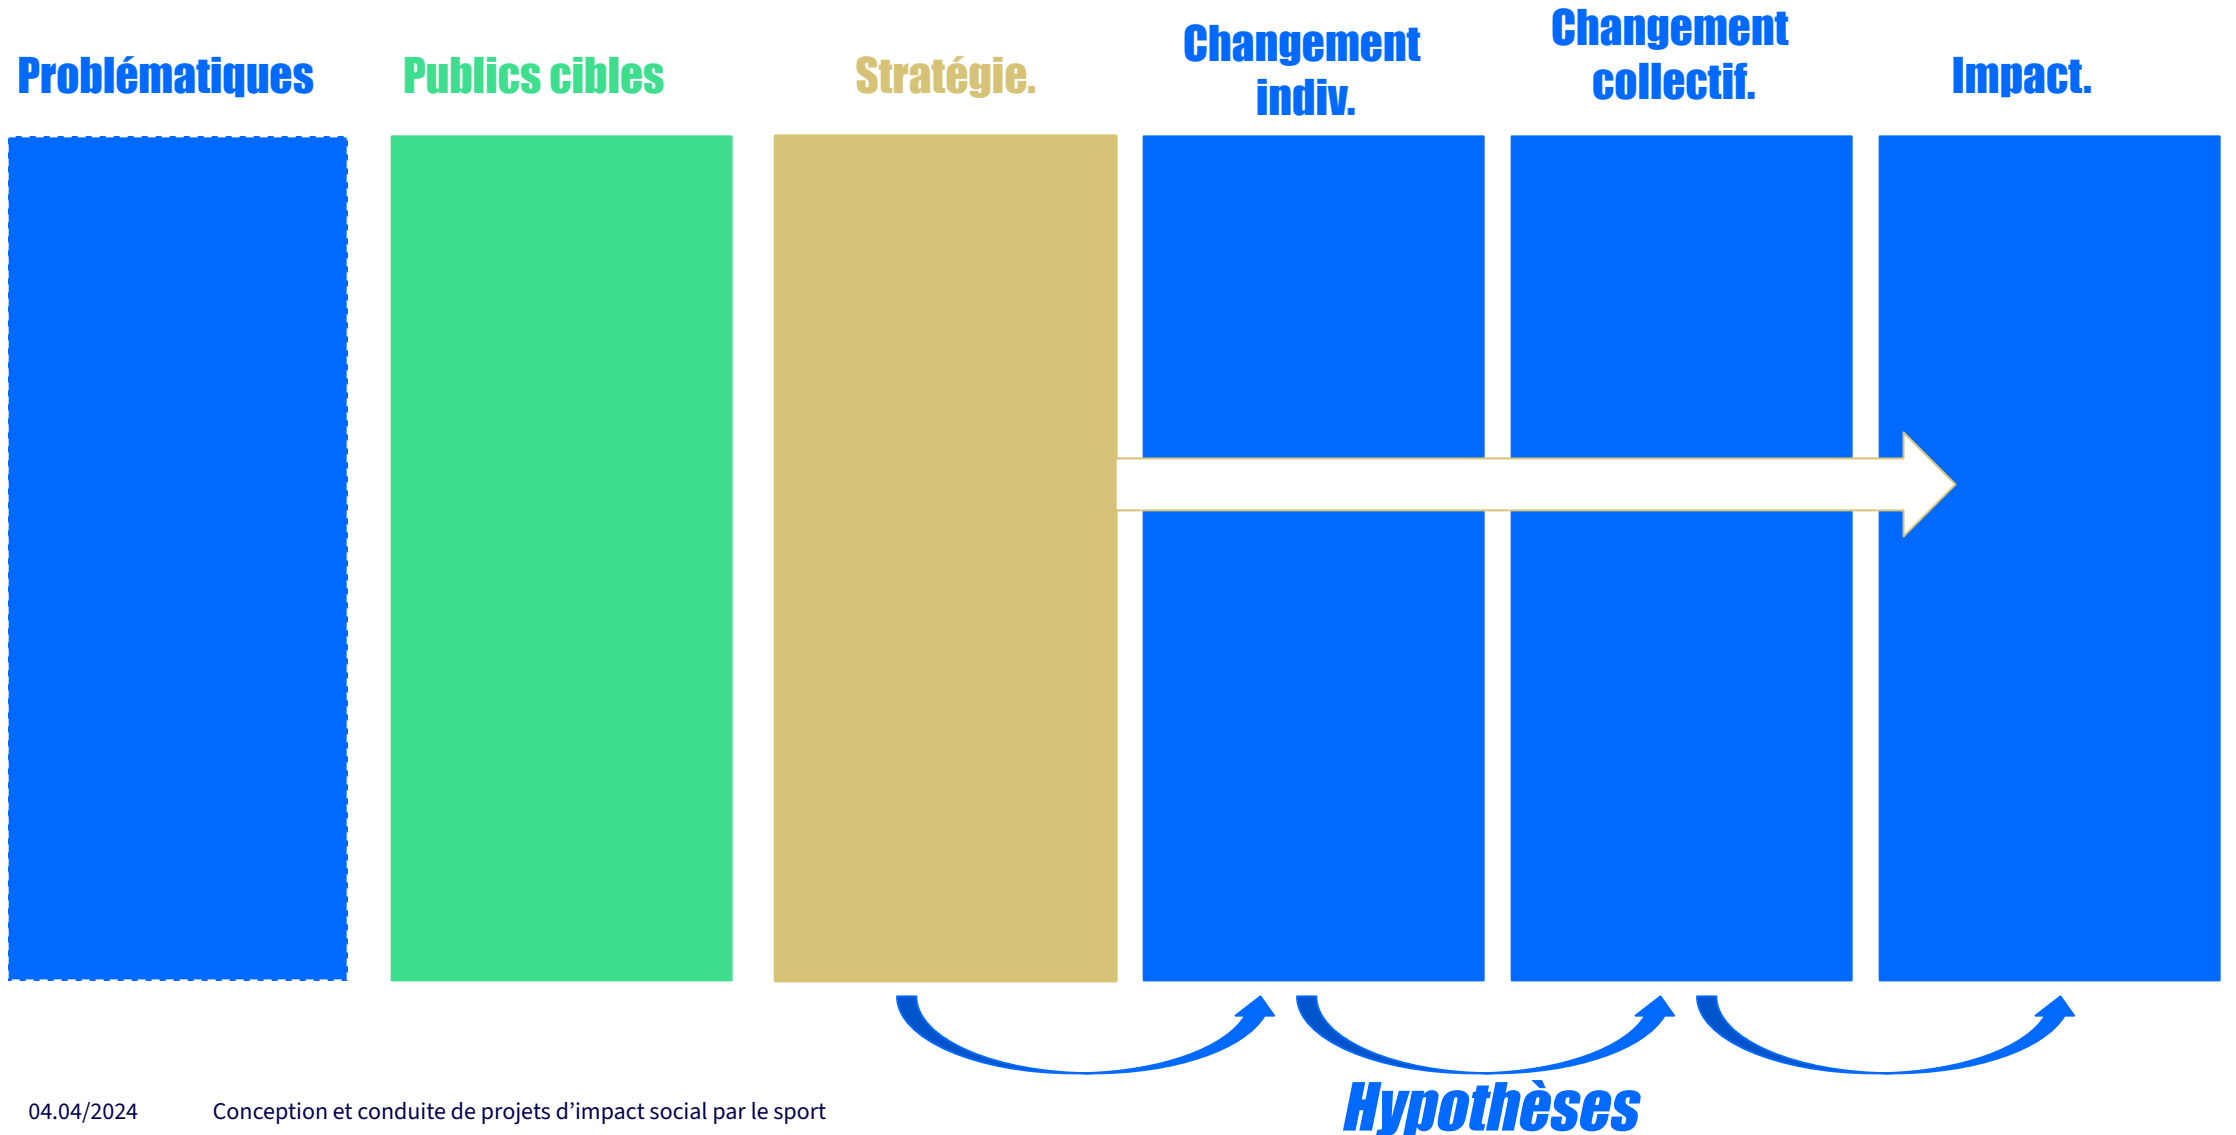 Problématiques
Publics cibles
Stratégie.
Changement
indiv.
Changement
collectif.
Impact.
Hypothèses
04.04/2024
Conception et conduite de projets d’impact social par le sport